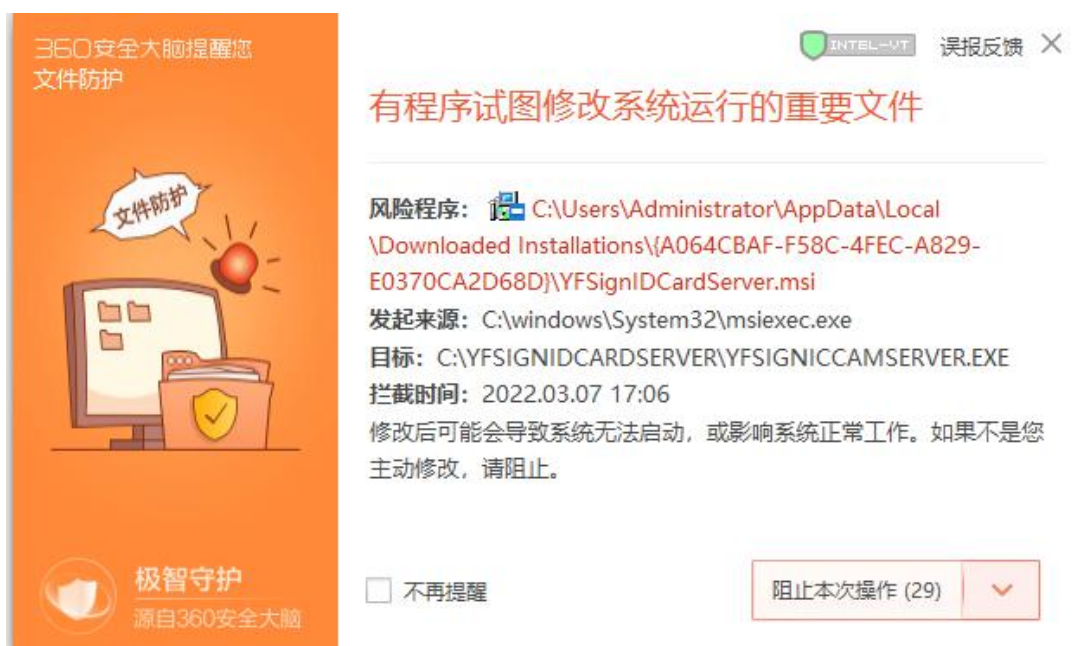 360安全大脑提醒您
文件防护
INTEL-VT 误报反馈
有程序试图修改系统运行的重要文件
文件防护
风险程序： C:\Users\Administrator\AppData\Local
\Downloaded Installations\{A064CBAF-F58C-4FEC-A829-
E0370CA2D68D}\YFSignIDCardServer.msi
发起来源：C:\windows\System32\msiexec.exe
目标：C:\YFSIGNIDCARDSERVER\YFSIGNICCAMSERVER.EXE
拦截时间：2022.03.07 17:06
修改后可能会导致系统无法启动，或影响系统正常工作。如果不是您
主动修改，请阻止。
极智守护
源自360安全大脑
不再提醒
阻止本次操作 (29)